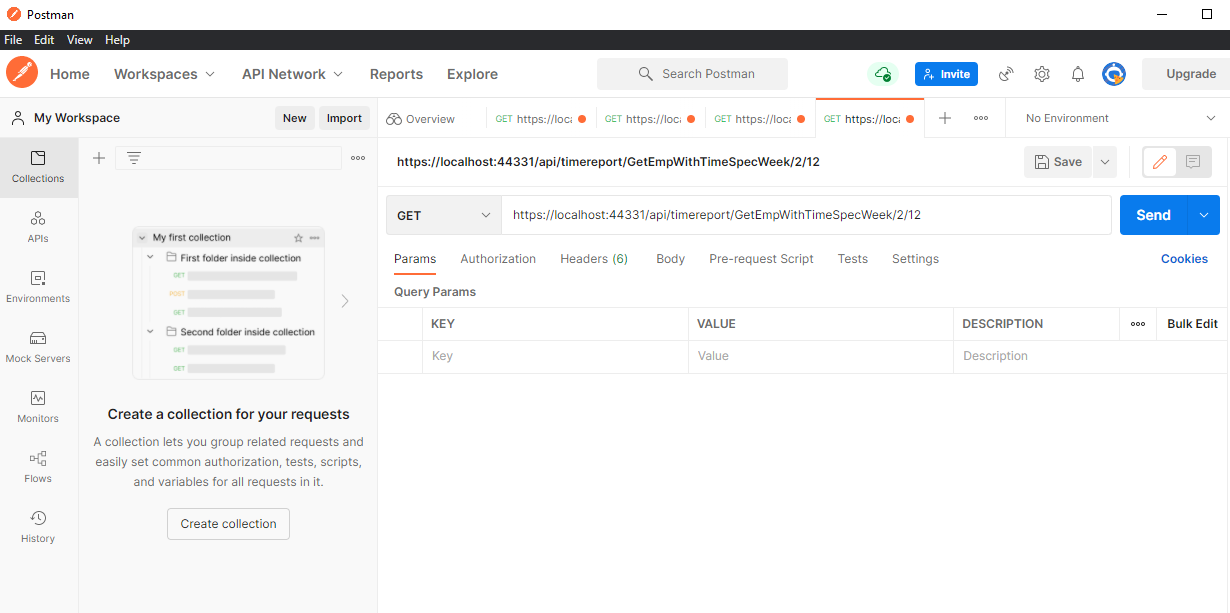 Postman
File Edit View Help
Home Workspaces API Network Reports Explore Search Postman Invite Upgrade
My Workspace New Import
Overview GET https://loca GET https://loca GET https://loca GET https://loca No Environment
Collections
APIs
Environments
Mock Servers
Monitors
Flows
History
My first collection
First folder inside collection
GET
POST
GET
Second folder inside collection
GET
GET
Create a collection for your requests
A collection lets you group related requests and
easily set common authorization, tests, scripts,
and variables for all requests in it.
Create collection
https://localhost:44331/api/timereport/GetEmpWithTimeSpecWeek/2/12 Save
GET https://localhost:44331/api/timereport/GetEmpWithTimeSpecWeek/2/12 Send
Params Authorization Headers (6) Body Pre-request Script Tests Settings Cookies
Query Params
KEY VALUE DESCRIPTION Bulk Edit
Key Value Description